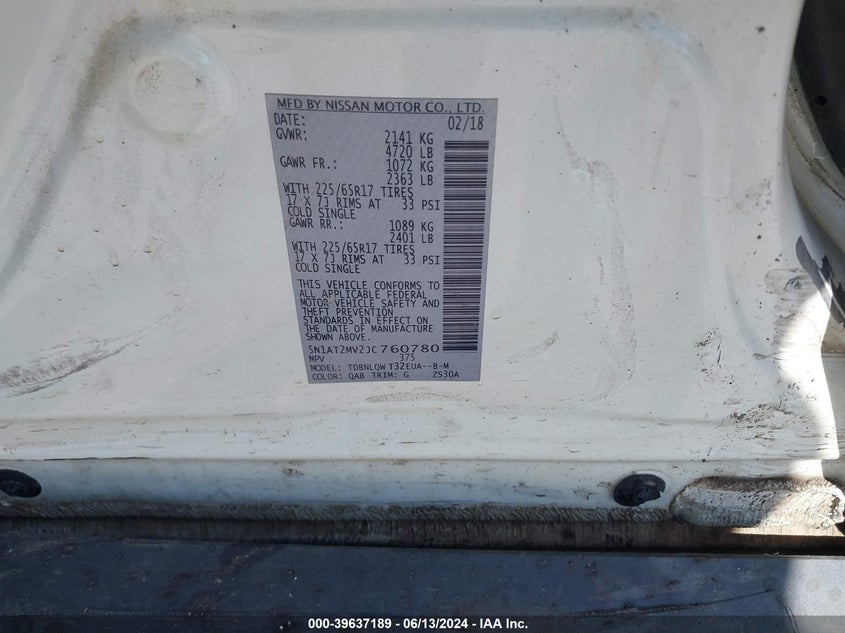 MFD BY NISSAN MOTOR CO., LTD.
DATE: 02/18
GVWR: 2141 KG
4720 LB
GAWR FR.: 1072 KG
2363 LB
WITH 225/65R17 TIRES
17 X 7J RIMS AT 33 PSI
COLD SINGLE
GAWR RR.: 1089 KG
2401 LB
WITH 225/65R17 TIRES
17 X 7J RIMS AT 33 PSI
COLD SINGLE
THIS VEHICLE CONFORMS TO
ALL APPLICABLE FEDERAL
MOTOR VEHICLE SAFETY AND
THEFT PREVENTION
STANDARDS IN EFFECT ON
THE DATE OF MANUFACTURE
SHOWN ABOVE.
5N1AT2MV2JC760780
NPV 375
MODEL: TDBNLQW T32EUA--B-M
COLOR: QAB TRIM: G ZS30A
000-39637189 - 06/13/2024 - IAA Inc.